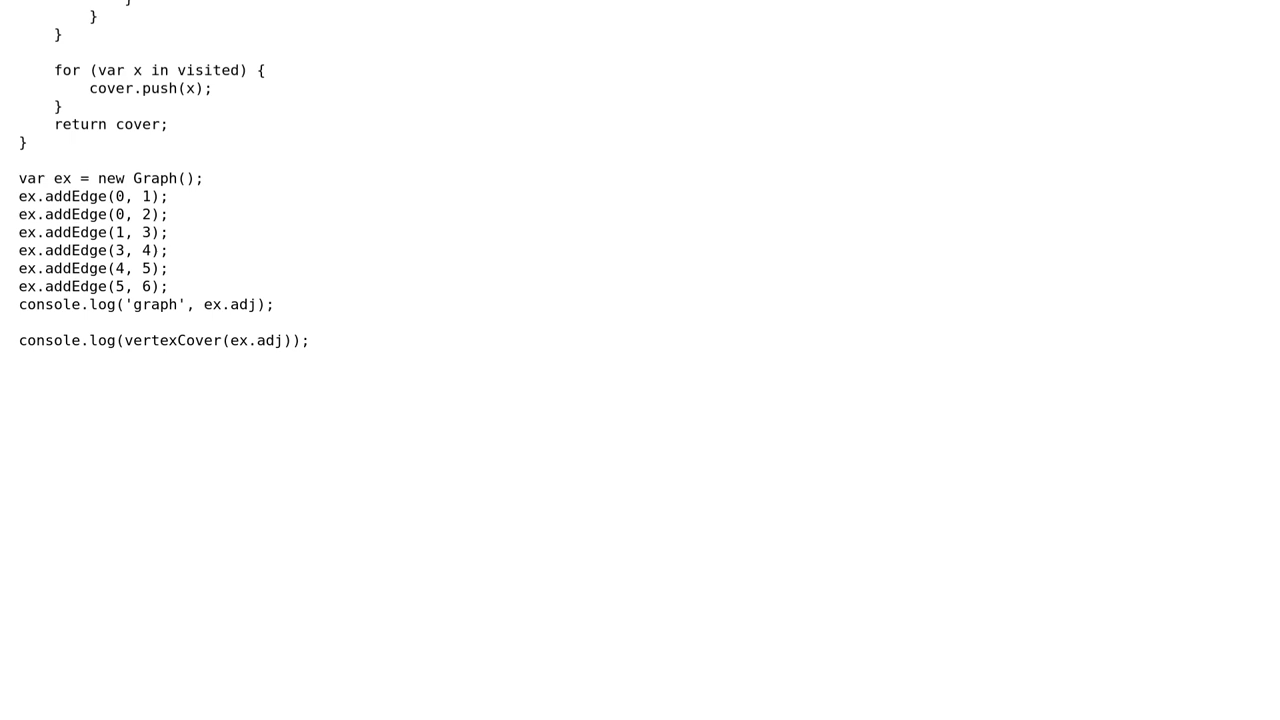 }
}
}

for (var x in visited) {
cover.push(x);
}
return cover;
}

var ex = new Graph();
ex.addEdge(0, 1);
ex.addEdge(0, 2);
ex.addEdge(1, 3);
ex.addEdge(3, 4);
ex.addEdge(4, 5);
ex.addEdge(5, 6);
console.log('graph', ex.adj);

console.log(vertexCover(ex.adj));